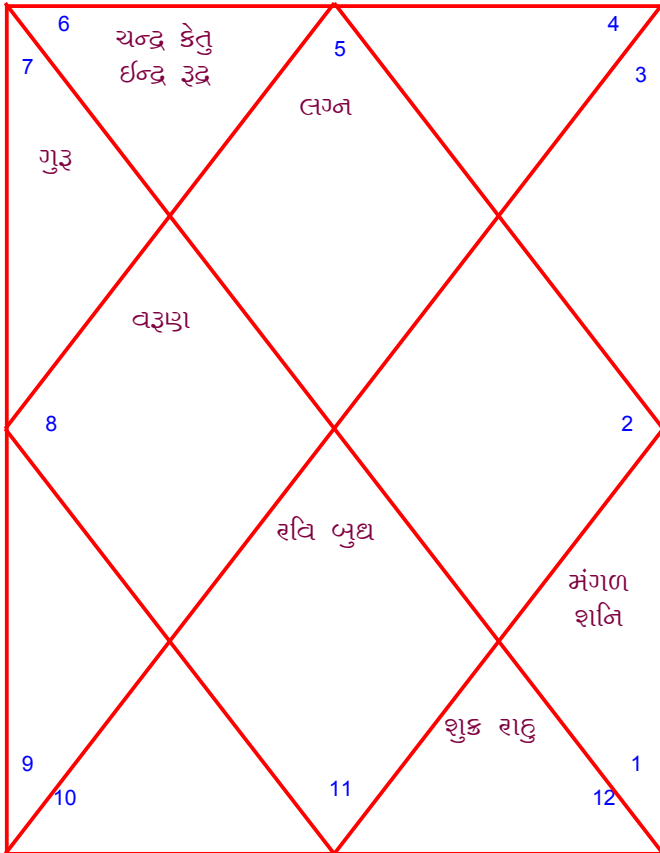 6
ચન્દ્ર કેતુ
ઈન્દ્ર રૂદ્ર
5
4
7
3
લગ્ન
ગુરૂ
વરૂણ
8
2
રવિ બુધ
મંગળ
શનિ
શુક્ર રાહુ
9
1
10
11
12